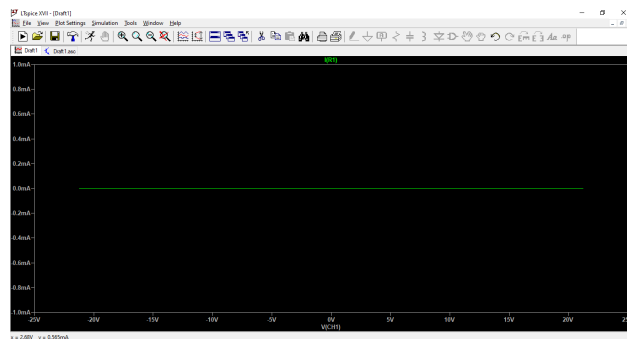 LTspice XVII - [Draft1]
File View Plot Settings Simulation Tools Window Help
Draft1 Draft1.asc
I(R1)
1.0mA
0.8mA
0.6mA
0.4mA
0.2mA
0.0mA
-0.2mA
-0.4mA
-0.6mA
-0.8mA
-1.0mA
-25V -20V -15V -10V -5V 0V 5V 10V 15V 20V 25
V(CH1)
x = 2.68V y = 0.565mA